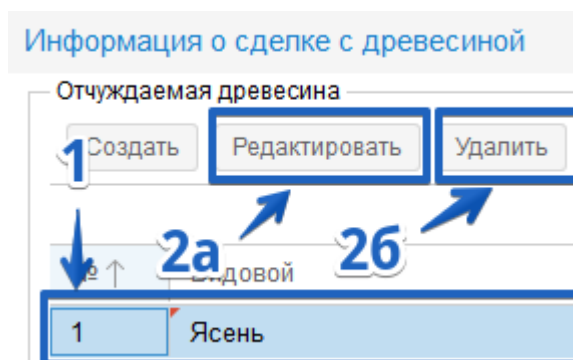 Информация о сделке с древесиной
Отчуждаемая древесина
Создать Редактировать Удалить
1
2а 2б
№ ↑ Видовой
1 Ясень